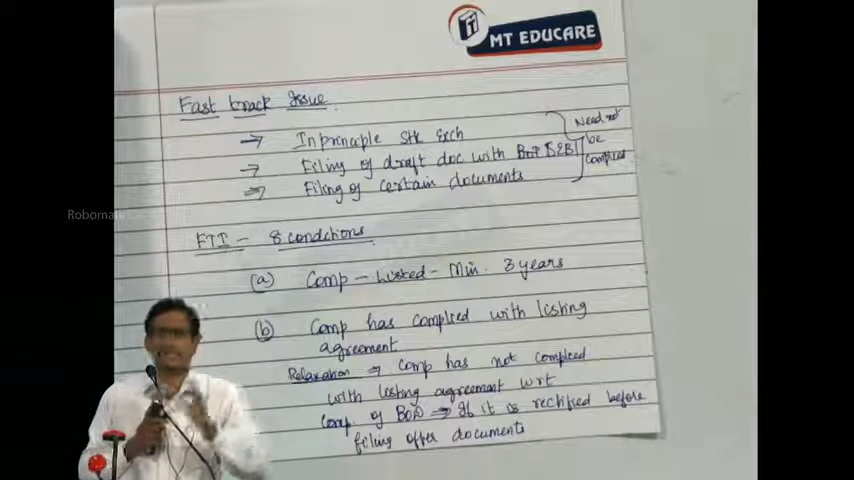 MT EDUCARE
Fast track Issue
→ Inprinciple Stk Exch
→ Filing of draft doc with SEBI
→ Filing of certain documents
Need not
be
complied
Robomate
FTI - 8 condctions
(a) Comp - Listed - Min. 3 years
(b) Comp has complied with listing
agreement
Relaxation → Comp has not complied
with listing agreement wrt
Comp. of BOD → If it is rectified before
filing offer documents